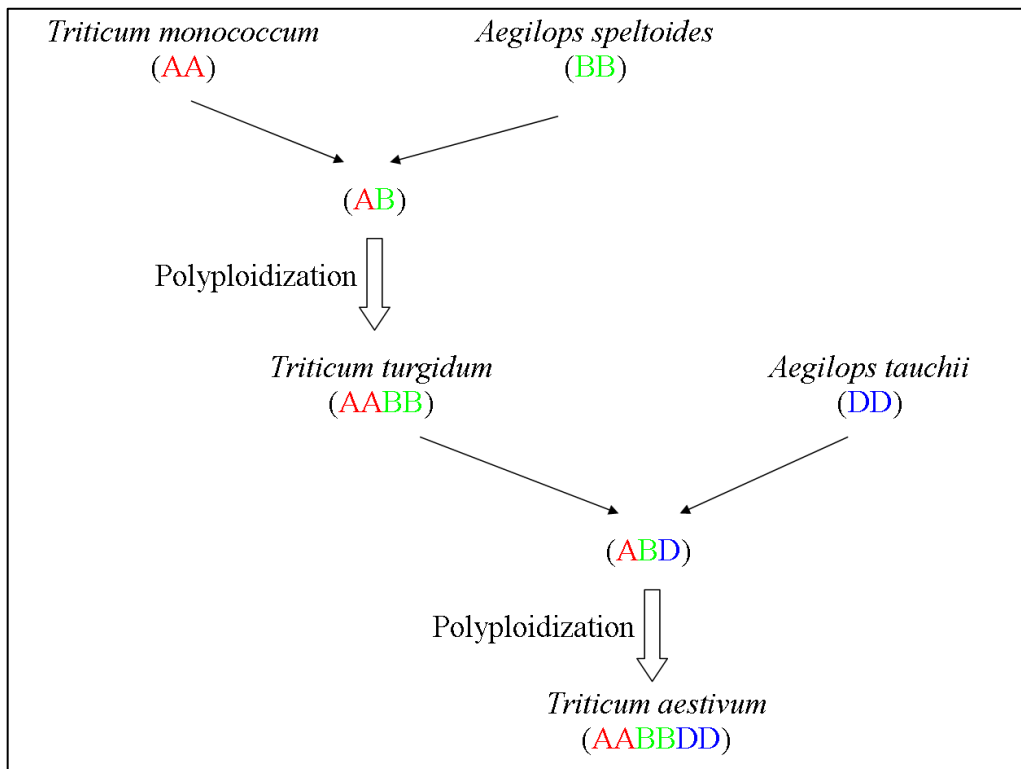 Triticum monococcum
(AA)
Aegilops speltoides
(BB)
(AB)
Polyploidization
Triticum turgidum
(AABB)
Aegilops tauchii
(DD)
(ABD)
Polyploidization
Triticum aestivum
(AABBDD)